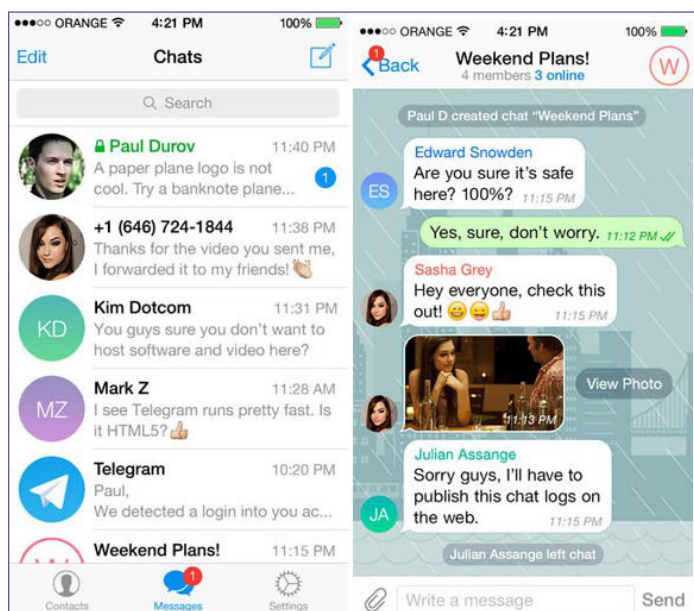 ORANGE 4:21 PM 100%
Edit Chats
Search
Paul Durov 11:40 PM
A paper plane logo is not
cool. Try a banknote plane...
1
+1 (646) 724-1844 11:38 PM
Thanks for the video you sent me,
I forwarded it to my friends!👏
KD
Kim Dotcom 11:31 PM
You guys sure you don't want to
host software and video here?
MZ
Mark Z 11:28 AM
I see Telegram runs pretty fast. Is
it HTML5?👍
Telegram 10:20 PM
Paul,
We detected a login into you ac...
W
Weekend Plans! 11:15 PM
1
Contacts Messages Settings
ORANGE 4:21 PM 100%
1
Back Weekend Plans! W
4 members 3 online
Paul D created chat “Weekend Plans”
Edward Snowden
Are you sure it's safe
here? 100%? 11:15 PM
ES
Yes, sure, don't worry. 11:12 PM
Sasha Grey
Hey everyone, check this
out! 😀😛👍 11:15 PM
View Photo
11:13 PM
Julian Assange
Sorry guys, I'll have to
publish this chat logs on
the web. 11:15 PM
JA
Julian Assange left chat
Write a message Send